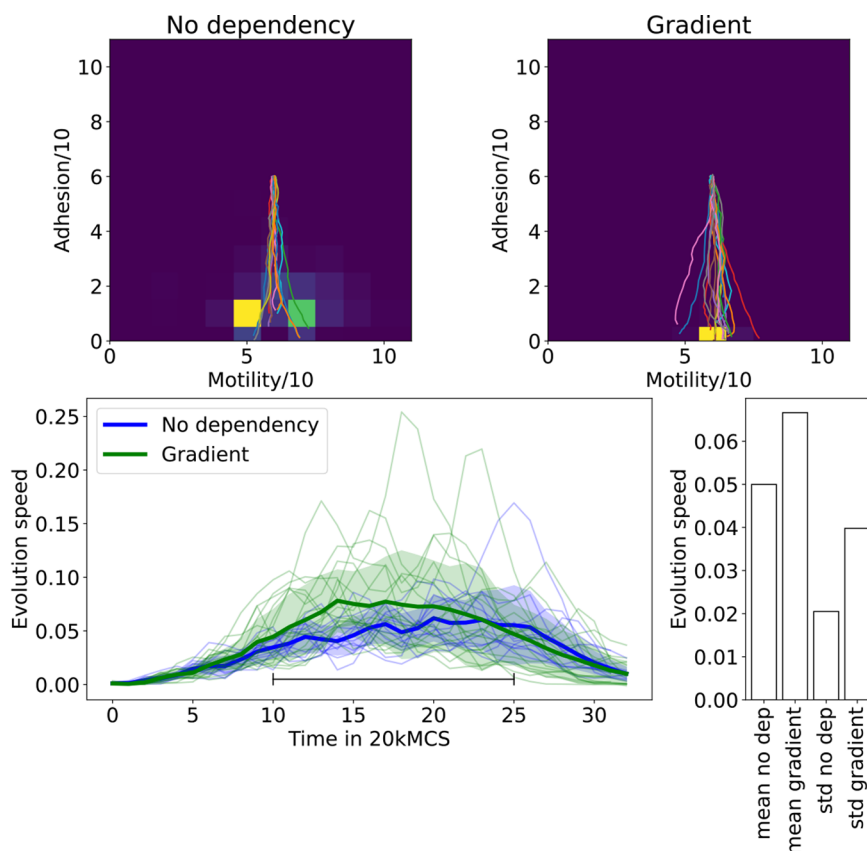 No dependency
Gradient
10
8
6
4
2
0
Adhesion/10
0
5
10
Motility/10
10
8
6
4
2
0
Adhesion/10
0
5
10
Motility/10
0.25
0.20
0.15
0.10
0.05
0.00
Evolution speed
No dependency
Gradient
0
5
10
15
20
25
30
Time in 20kMCS
0.06
0.05
0.04
0.03
0.02
0.01
0.00
Evolution speed
mean no dep
mean gradient
std no dep
std gradient